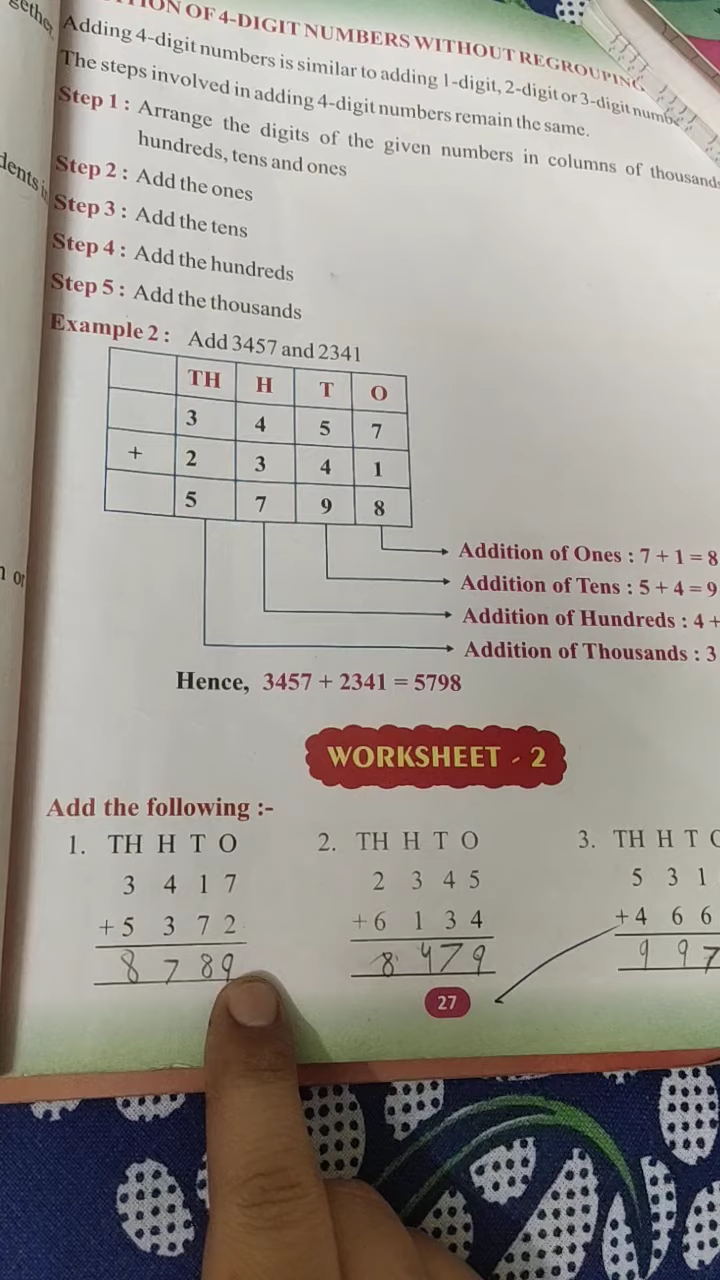 OF 4-DIGIT NUMBERS WITHOUT REGROUPING
Adding 4-digit numbers is similar to adding 1-digit, 2-digit or 3-digit
The steps involved in adding 4-digit numbers remain the same.
Step 1 : Arrange the digits of the given numbers in columns of thousands
hundreds, tens and ones
Step 2 : Add the ones
Step 3 : Add the tens
Step 4 : Add the hundreds
Step 5 : Add the thousands
Example 2 : Add 3457 and 2341
TH H T O
3 4 5 7
+ 2 3 4 1
5 7 9 8
Addition of Ones : 7 + 1 = 8
Addition of Tens : 5 + 4 = 9
Addition of Hundreds : 4 +
Addition of Thousands : 3
Hence, 3457 + 2341 = 5798
WORKSHEET - 2
Add the following :-
1. TH H T O
3 4 1 7
+ 5 3 7 2
8 7 8 9
2. TH H T O
2 3 4 5
+ 6 1 3 4
8 4 7 9
3. TH H T
5 3 1
+ 4 6 6
9 9 7
27